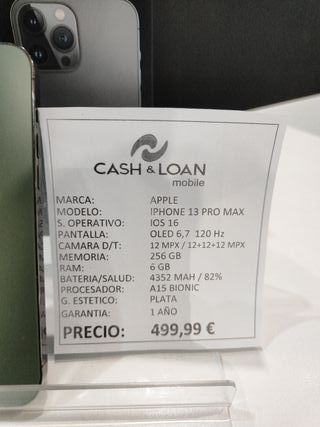 CASH & LOAN
mobile
MARCA: APPLE
MODELO: IPHONE 13 PRO MAX
S. OPERATIVO: IOS 16
PANTALLA: OLED 6,7 120 Hz
CAMARA D/T: 12 MPX / 12+12+12 MPX
MEMORIA: 256 GB
RAM: 6 GB
BATERIA/SALUD: 4352 MAH / 82%
PROCESADOR: A15 BIONIC
G. ESTETICO: PLATA
GARANTIA: 1 AÑO
PRECIO: 499,99 €